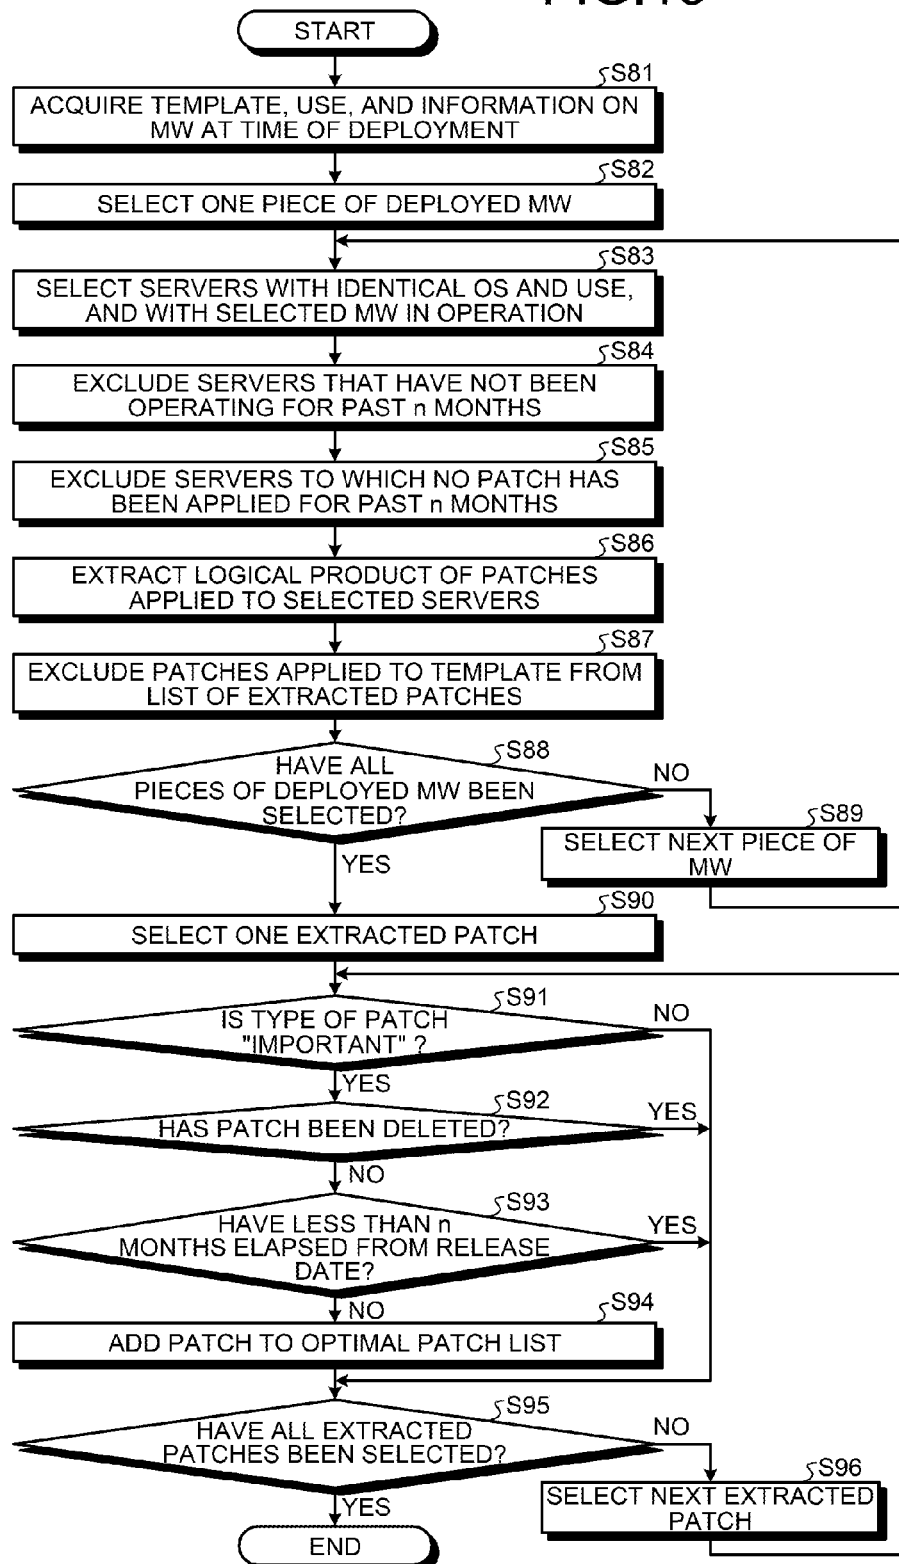 START
S81
ACQUIRE TEMPLATE, USE, AND INFORMATION ON
MW AT TIME OF DEPLOYMENT
S82
SELECT ONE PIECE OF DEPLOYED MW
S83
SELECT SERVERS WITH IDENTICAL OS AND USE,
AND WITH SELECTED MW IN OPERATION
S84
EXCLUDE SERVERS THAT HAVE NOT BEEN
OPERATING FOR PAST n MONTHS
S85
EXCLUDE SERVERS TO WHICH NO PATCH HAS
BEEN APPLIED FOR PAST n MONTHS
S86
EXTRACT LOGICAL PRODUCT OF PATCHES
APPLIED TO SELECTED SERVERS
S87
EXCLUDE PATCHES APPLIED TO TEMPLATE FROM
LIST OF EXTRACTED PATCHES
S88
HAVE ALL
PIECES OF DEPLOYED MW BEEN
SELECTED?
NO
YES
S89
SELECT NEXT PIECE OF
MW
S90
SELECT ONE EXTRACTED PATCH
S91
IS TYPE OF PATCH
"IMPORTANT" ?
NO
YES
S92
HAS PATCH BEEN DELETED?
YES
NO
S93
HAVE LESS THAN n
MONTHS ELAPSED FROM RELEASE
DATE?
YES
NO
S94
ADD PATCH TO OPTIMAL PATCH LIST
S95
HAVE ALL EXTRACTED
PATCHES BEEN SELECTED?
NO
YES
S96
SELECT NEXT EXTRACTED
PATCH
END